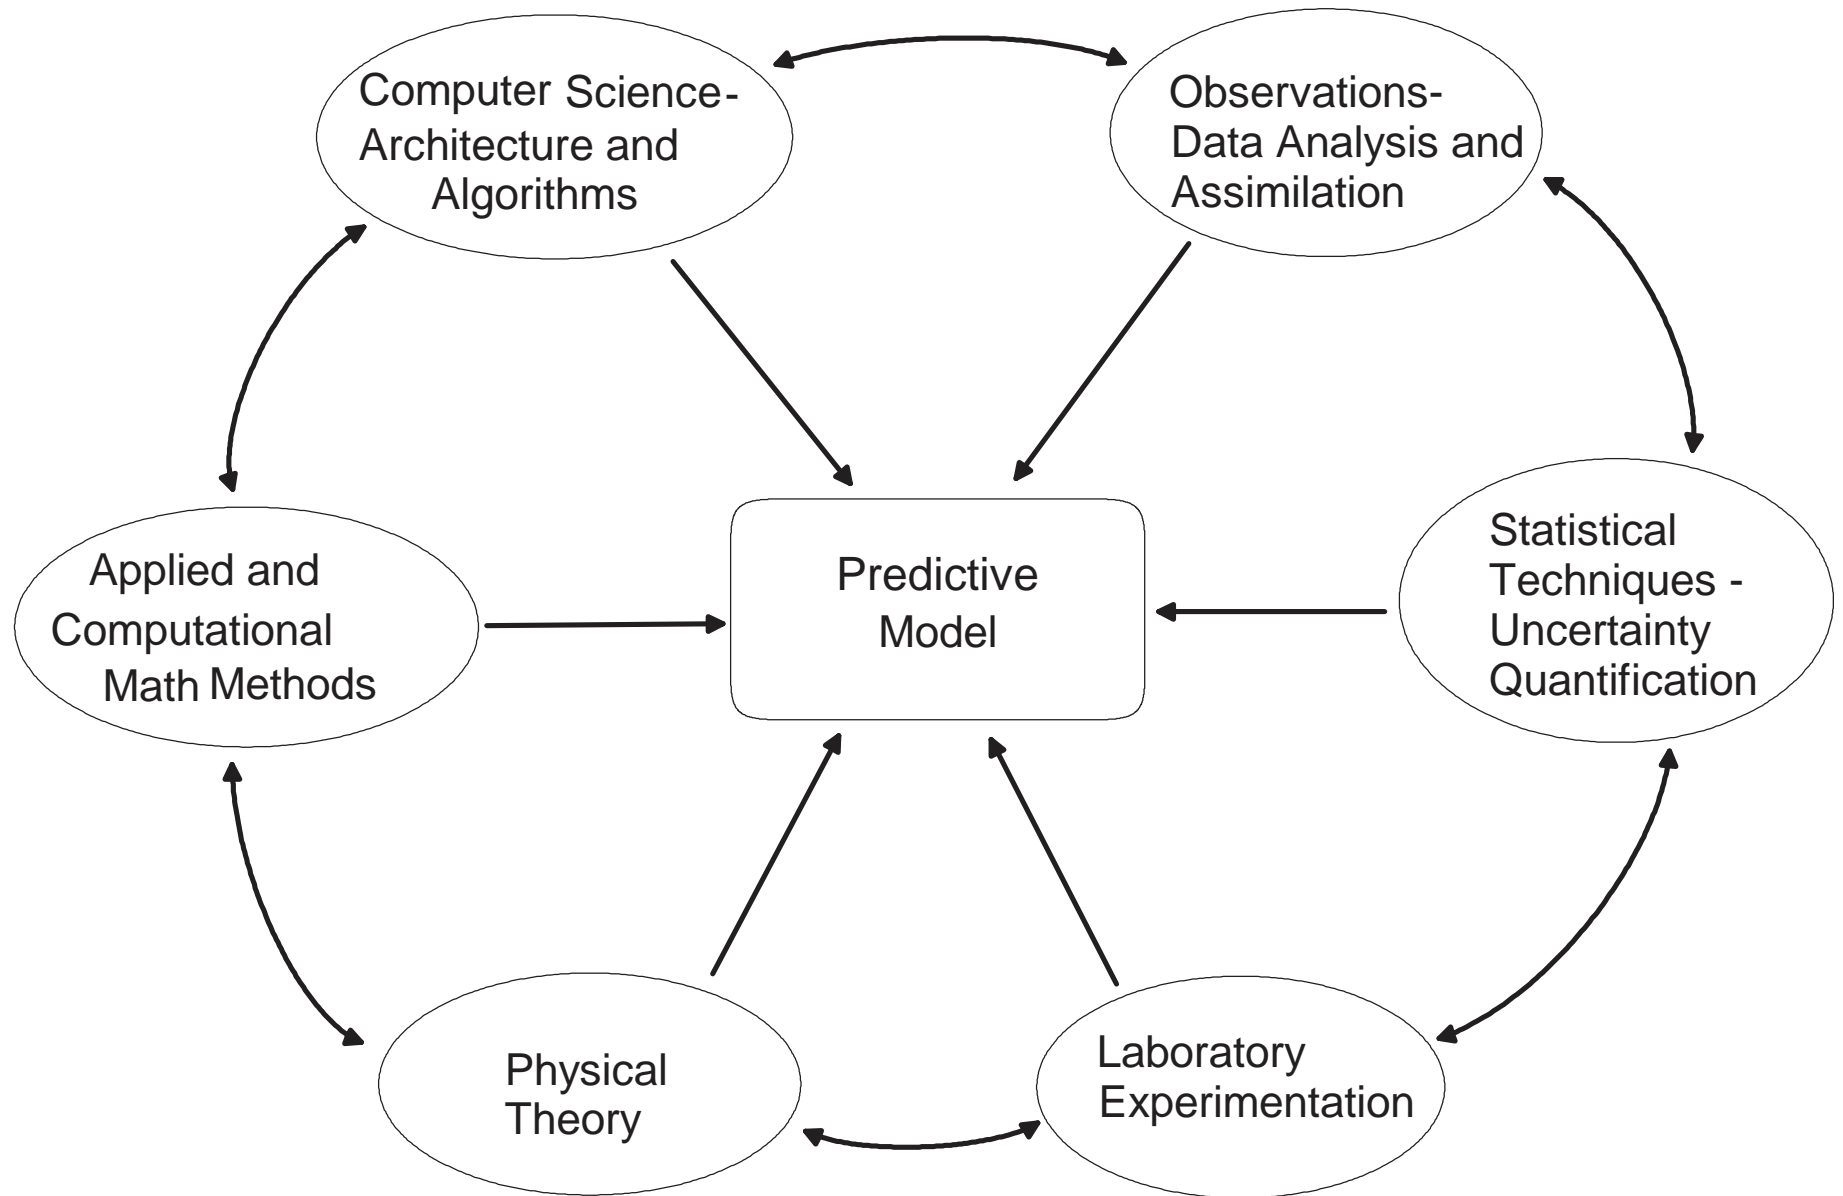 Computer Science-
Architecture and
Algorithms
Observations-
Data Analysis and
Assimilation
Applied and
Computational
Math Methods
Predictive
Model
Statistical
Techniques -
Uncertainty
Quantification
Physical
Theory
Laboratory
Experimentation